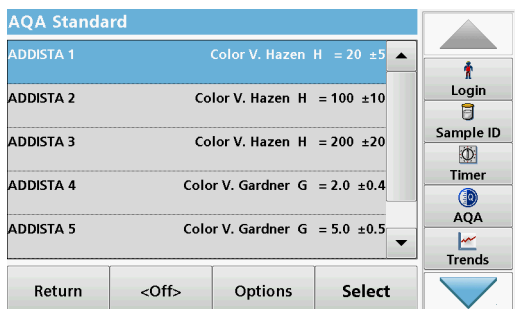 AQA Standard
ADDISTA 1 Color V. Hazen H = 20 ±5
ADDISTA 2 Color V. Hazen H = 100 ±10
ADDISTA 3 Color V. Hazen H = 200 ±20
ADDISTA 4 Color V. Gardner G = 2.0 ±0.4
ADDISTA 5 Color V. Gardner G = 5.0 ±0.5
Return <Off> Options Select
Login
Sample ID
Timer
AQA
Trends